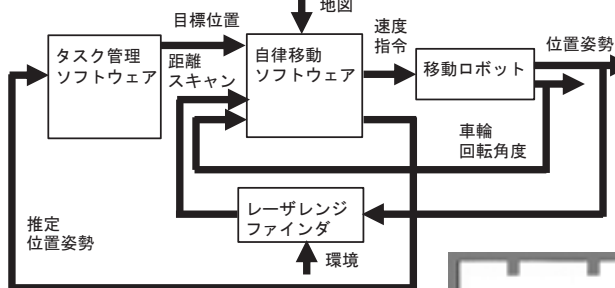 地図
目標位置
速度
指令
位置姿勢
タスク管理
ソフトウェア
距離
スキャン
自律移動
ソフトウェア
移動ロボット
車輪
回転角度
レーザレンジ
ファインダ
推定
位置姿勢
環境